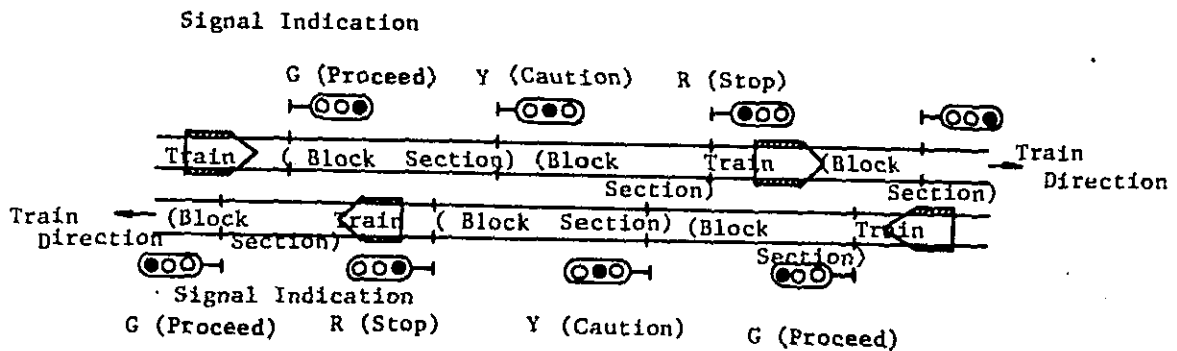 Signal Indication
G (Proceed) Y (Caution) R (Stop)
Train ( Block Section) (Block Section) Train (Block Section)
Train Direction
Train Direction
(Block Section) Train ( Block Section) (Block Section) Train
Signal Indication
G (Proceed) R (Stop) Y (Caution) G (Proceed)